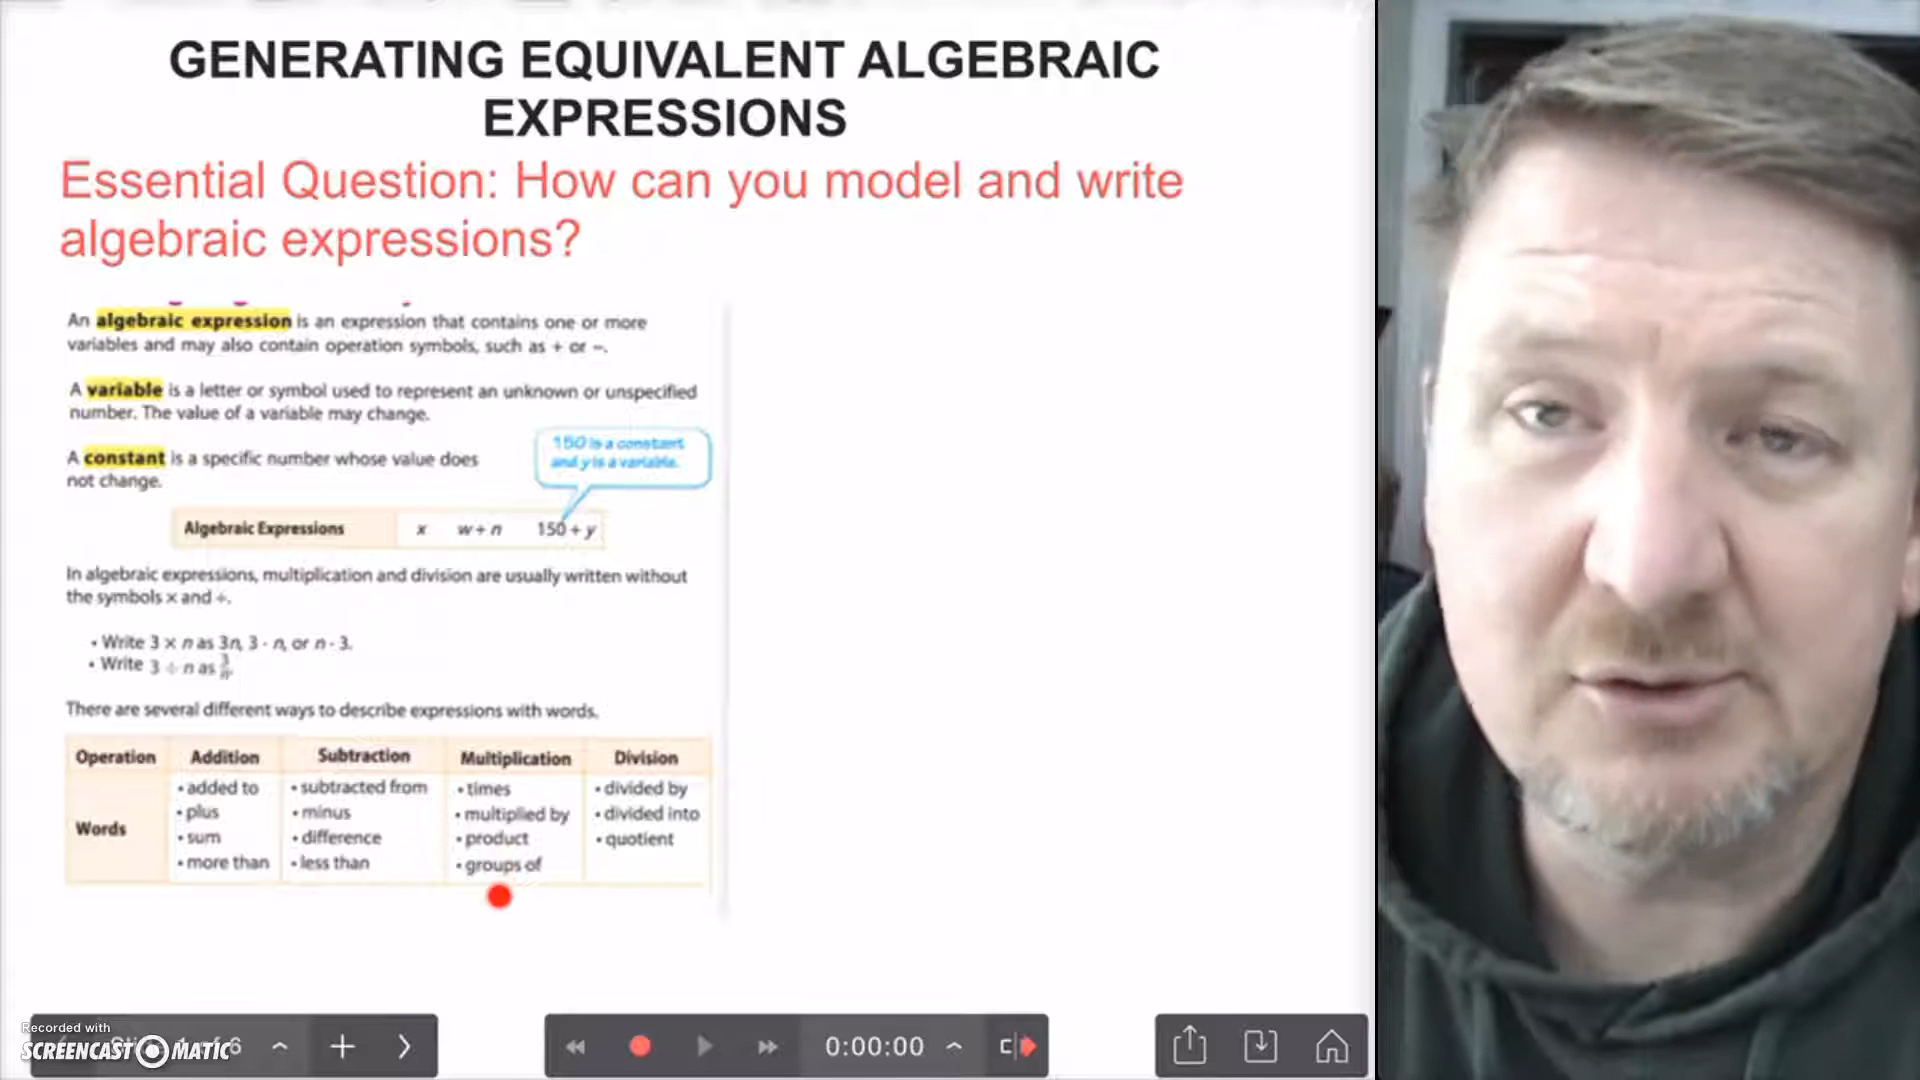 GENERATING EQUIVALENT ALGEBRAIC
EXPRESSIONS
Essential Question: How can you model and write
algebraic expressions?
An algebraic expression is an expression that contains one or more
variables and may also contain operation symbols, such as + or −.
A variable is a letter or symbol used to represent an unknown or unspecified
number. The value of a variable may change.
A constant is a specific number whose value does
not change.
150 is a constant
and y is a variable.
Algebraic Expressions x w + n 150 + y
In algebraic expressions, multiplication and division are usually written without
the symbols × and ÷.
• Write 3 × n as 3n, 3 · n, or n · 3.
• Write 3 ÷ n as 3/n.
There are several different ways to describe expressions with words.
Operation Addition Subtraction Multiplication Division
Words
• added to
• plus
• sum
• more than
• subtracted from
• minus
• difference
• less than
• times
• multiplied by
• product
• groups of
• divided by
• divided into
• quotient
Recorded with
SCREENCAST O MATIC
6
0:00:00